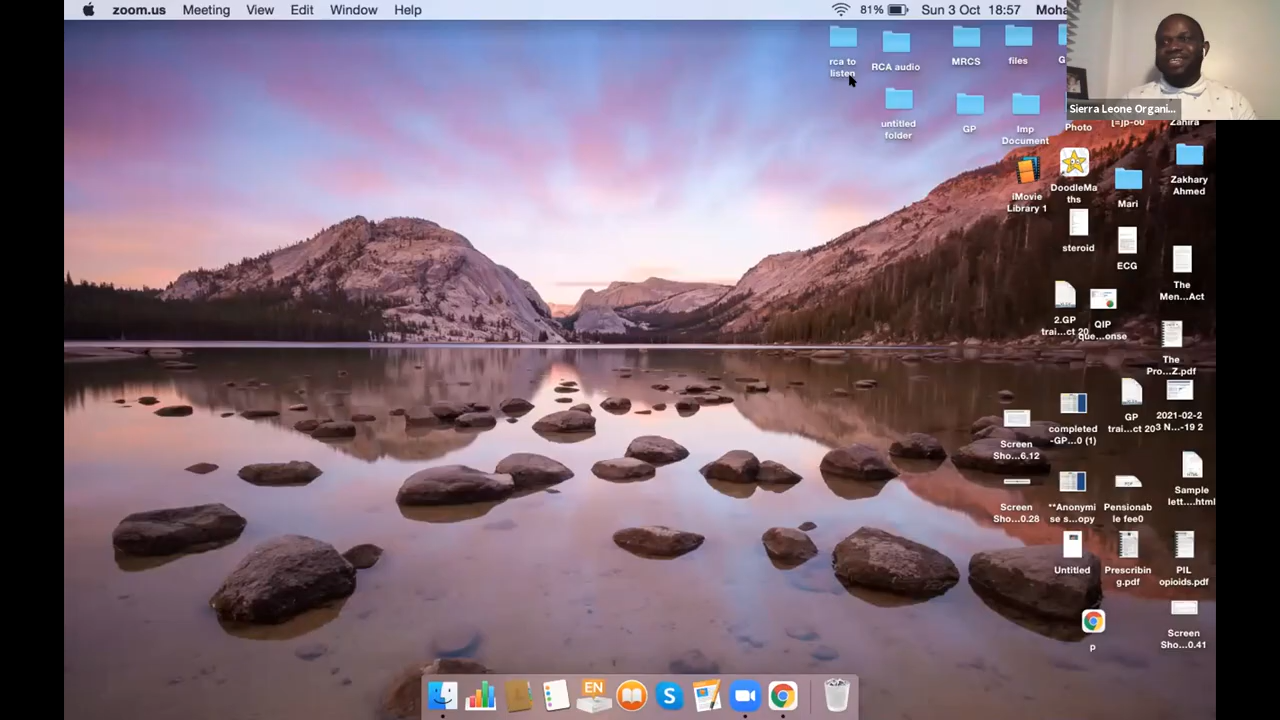 zoom.us Meeting View Edit Window Help
81% Sun 3 Oct 18:57 Moha
rca to
listen
RCA audio
MRCS
files
G
Sierra Leone Organi...
untitled
folder
GP
Imp
Document
Photo
Zahra
iMovie
Library 1
DoodleMa
ths
Mari
Zakhary
Ahmed
steroid
ECG
The
Men...Act
2.GP
trai...ct 20
QIP
que...onse
The
Pro...Z.pdf
Screen
Sho...6.12
completed
-GP...0 (1)
GP
trai...ct 20
2021-02-2
3 N...-19 2
Screen
Sho...0.28
**Anonymi
se s...opy
Pensionab
le fee0
Sample
lett....html
Untitled
Prescribin
g.pdf
PIL
opioids.pdf
p
Screen
Sho...0.41
EN